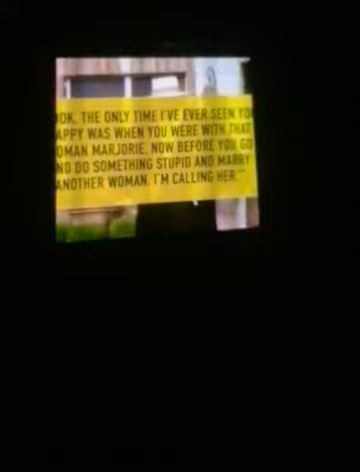 OK, THE ONLY TIME I'VE EVER SEEN YO
APPY WAS WHEN YOU WERE WITH THAT
OMAN MARJORIE. NOW BEFORE YOU GO
ND DO SOMETHING STUPID AND MARRY
ANOTHER WOMAN, I'M CALLING HER."